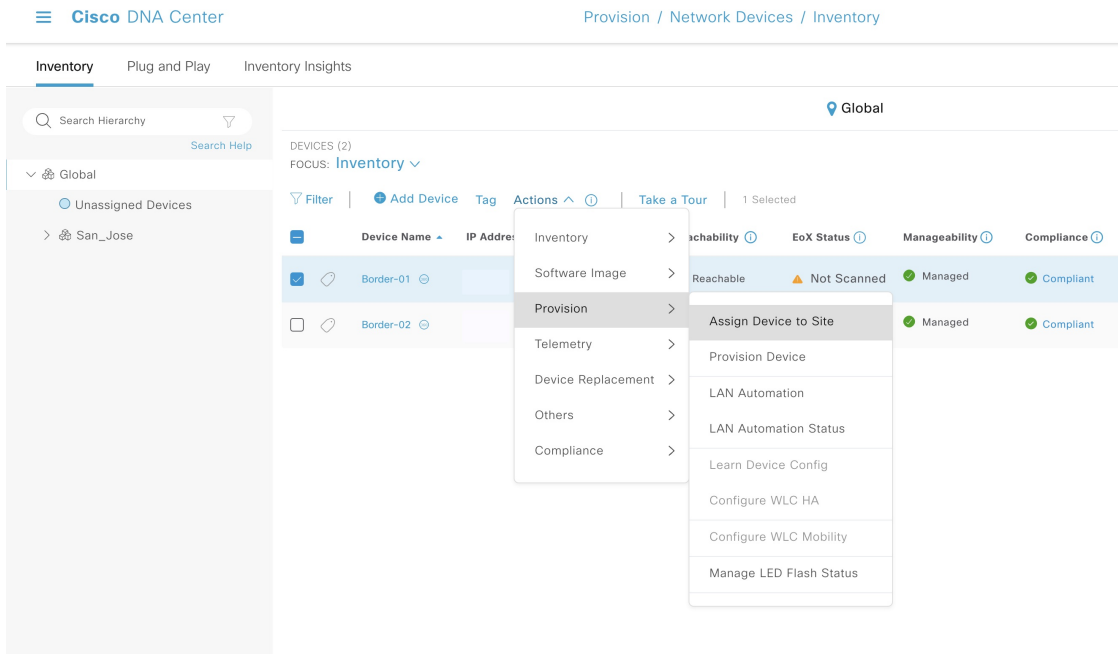 Cisco DNA Center
Provision / Network Devices / Inventory
Inventory Plug and Play Inventory Insights
Search Hierarchy
Search Help
Global
Unassigned Devices
San_Jose
Global
DEVICES (2)
FOCUS: Inventory
Filter Add Device Tag Actions Take a Tour 1 Selected
Device Name IP Addres achability EoX Status Manageability Compliance
Border-01 Reachable Not Scanned Managed Compliant
Border-02 Managed Compliant
Inventory
Software Image
Provision
Telemetry
Device Replacement
Others
Compliance
Assign Device to Site
Provision Device
LAN Automation
LAN Automation Status
Learn Device Config
Configure WLC HA
Configure WLC Mobility
Manage LED Flash Status